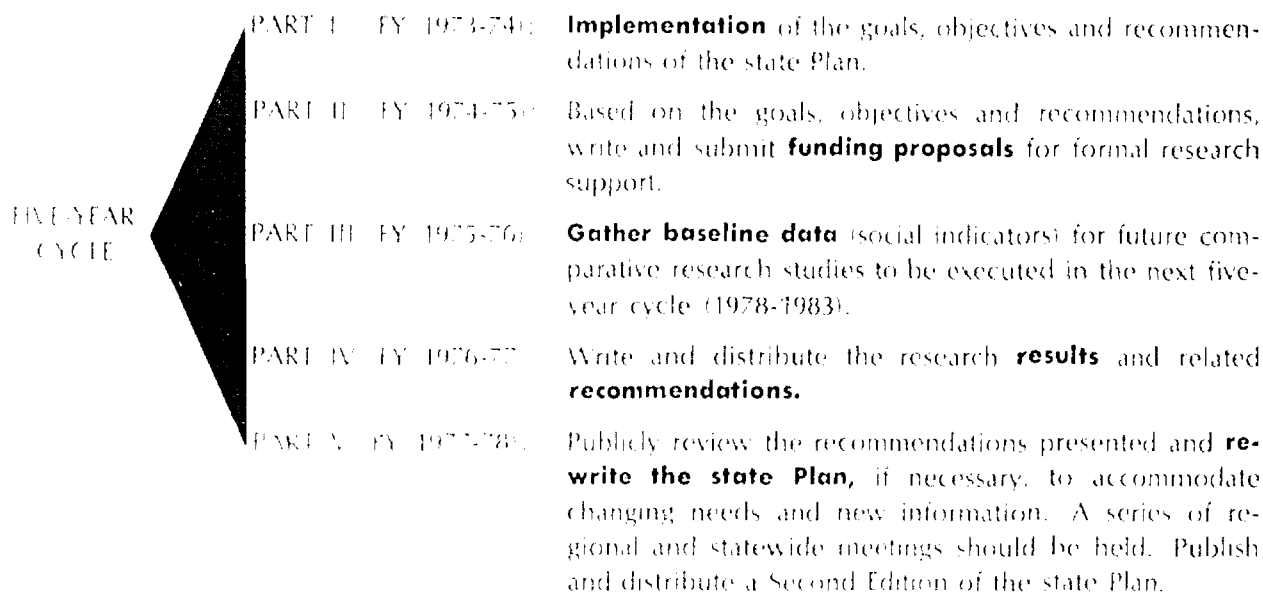 PART I FY 1973-74): Implementation of the goals, objectives and recommen-
dations of the state Plan.
PART II FY 1974-75): Based on the goals, objectives and recommendations,
write and submit funding proposals for formal research
support.
FIVE-YEAR
CYCLE
PART III FY 1975-76) Gather baseline data (social indicators) for future com-
parative research studies to be executed in the next five-
year cycle (1978-1983).
PART IV FY 1976-77 Write and distribute the research results and related
recommendations.
PART V FY 1977-78). Publicly review the recommendations presented and re-
write the state Plan, if necessary, to accommodate
changing needs and new information. A series of re-
gional and statewide meetings should be held. Publish
and distribute a Second Edition of the state Plan.